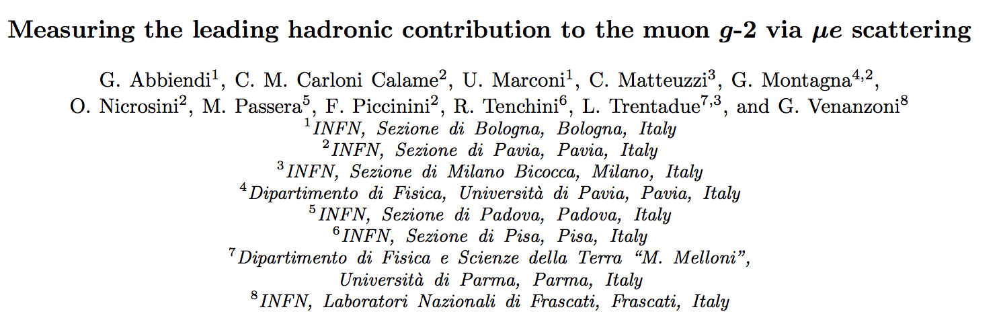 Measuring the leading hadronic contribution to the muon g-2 via μe scattering
G. Abbiendi¹, C. M. Carloni Calame², U. Marconi¹, C. Matteuzzi³, G. Montagna⁴,²,
O. Nicrosini², M. Passera⁵, F. Piccinini², R. Tenchini⁶, L. Trentadue⁷,³, and G. Venanzoni⁸
¹INFN, Sezione di Bologna, Bologna, Italy
²INFN, Sezione di Pavia, Pavia, Italy
³INFN, Sezione di Milano Bicocca, Milano, Italy
⁴Dipartimento di Fisica, Università di Pavia, Pavia, Italy
⁵INFN, Sezione di Padova, Padova, Italy
⁶INFN, Sezione di Pisa, Pisa, Italy
⁷Dipartimento di Fisica e Scienze della Terra “M. Melloni”,
Università di Parma, Parma, Italy
⁸INFN, Laboratori Nazionali di Frascati, Frascati, Italy